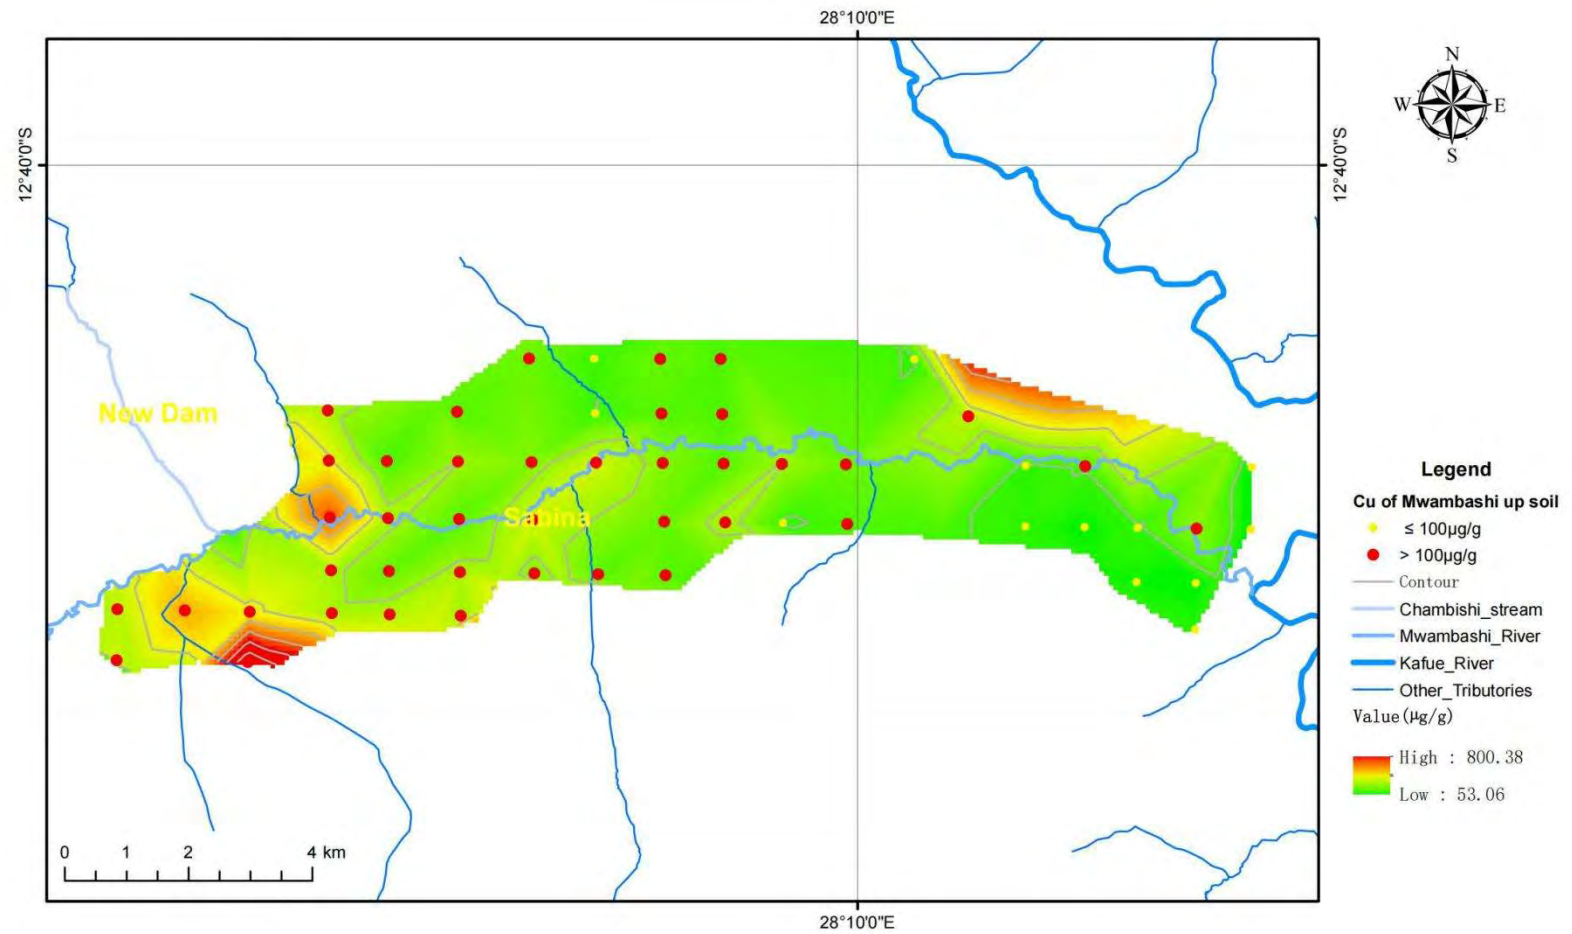 28°10'0"E
N
W E
S
12°40'0"S
12°40'0"S
New Dam
Sabina
Legend
Cu of Mwambashi up soil
≤ 100µg/g
> 100µg/g
Contour
Chambishi_stream
Mwambashi_River
Kafue_River
Other_Tributories
Value(µg/g)
High : 800.38
Low : 53.06
0 1 2 4 km
28°10'0"E